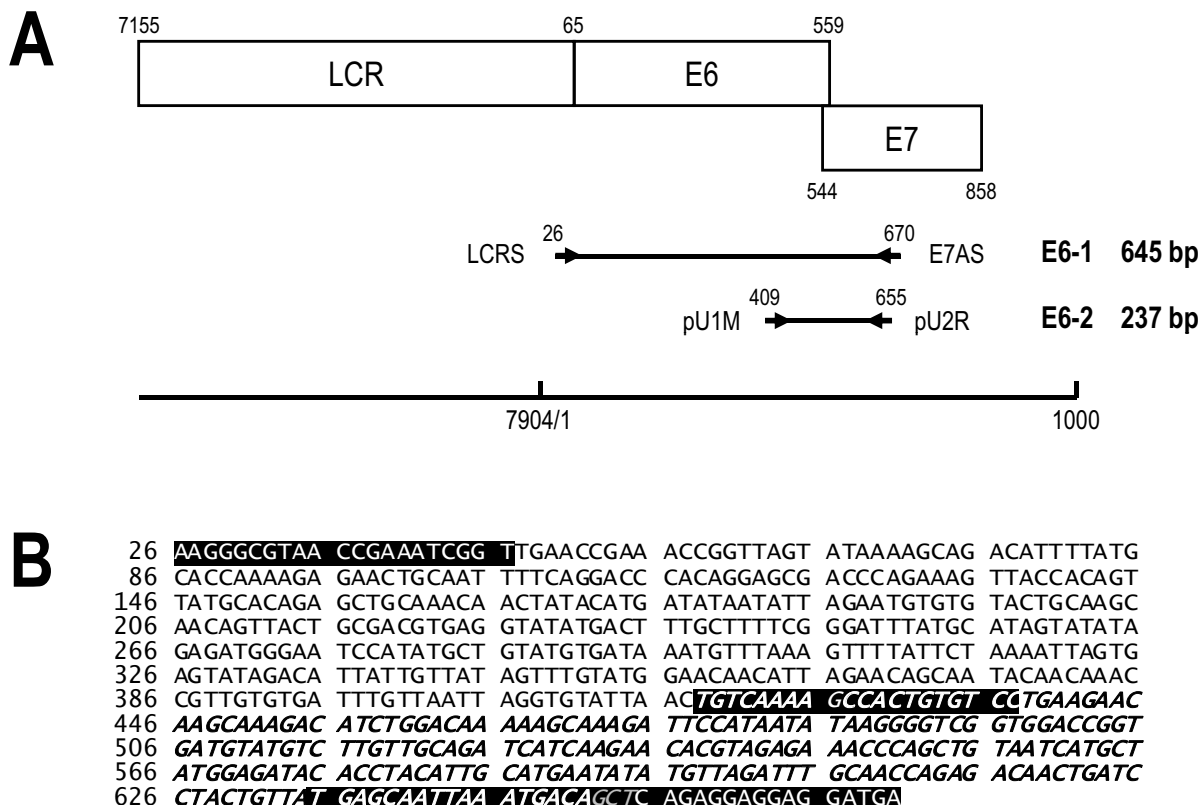 A
7155 65 559
LCR E6
E7
544 858
LCRS 26 670 E7AS E6-1 645 bp
pU1M 409 655 pU2R E6-2 237 bp
7904/1 1000
B
26 AAGGGCGTAA CCGAAATCGG TTGAACCGAA ACCGGTTAGT ATAAAAGCAG ACATTTTATG
86 CACCAAAAGA GAACTGCAAT TTTCAGGACC CACAGGAGCG ACCCAGAAAG TTACCACAGT
146 TATGCACAGA GCTGCAAACA ACTATACATG ATATAATATT AGAATGTGTG TACTGCAAGC
206 AACAGTTACT GCGACGTGAG GTATATGACT TTGCTTTTCG GGATTTATGC ATAGTATATA
266 GAGATGGGAA TCCATATGCT GTATGTGATA AATGTTTAAA GTTTTATTCT AAAATTAGTG
326 AGTATAGACA TTATTGTTAT AGTTTGTATG GAACAACATT AGAACAGCAA TACAACAAAC
386 CGTTGTGTGA TTTGTTAATT AGGTGTATTA ACTGTCAAAA GCCACTGTGT CCTGAAGAAC
446 AAGCAAAGAC ATCTGGACAA AAAGCAAAGA TTCCATAATA TAAGGGGTCG GTGGACCGGT
506 GATGTATGTC TTGTTGCAGA TCATCAAGAA CACGTAGAGA AACCCAGCTG TAATCATGCT
566 ATGGAGATAC ACCTACATTG CATGAATATA TGTTAGATTT GCAACCAGAG ACAACTGATC
626 CTACTGTTAT GAGCAATTAA ATGACAGCTC AGAGGAGGAG GATGA